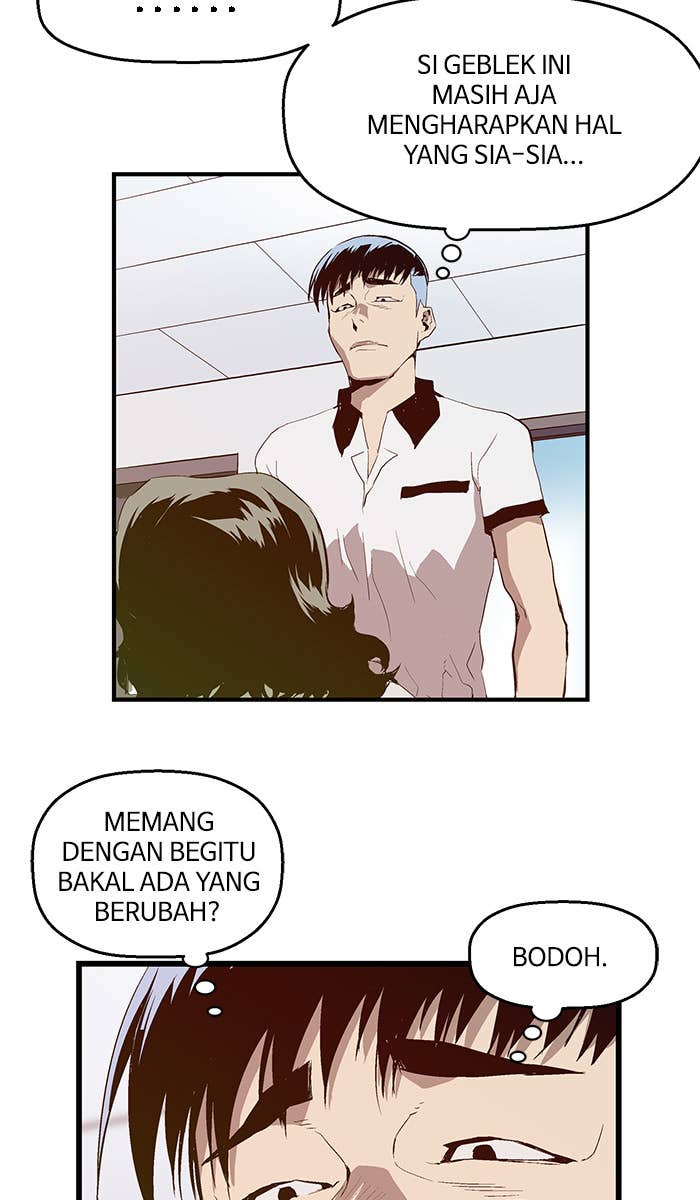 ......
SI GEBLEK INI
MASIH AJA
MENGHARAPKAN HAL
YANG SIA-SIA...
MEMANG
DENGAN BEGITU
BAKAL ADA YANG
BERUBAH?
BODOH.